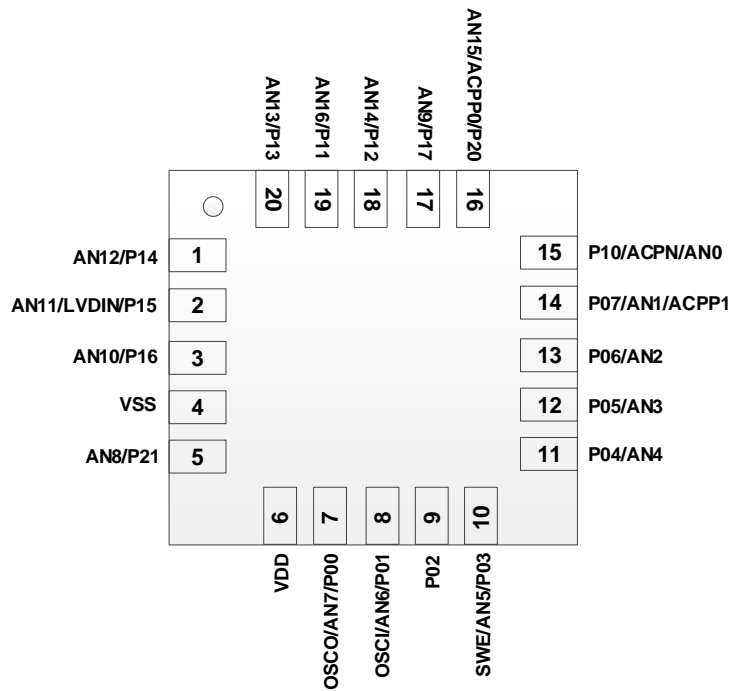 AN13/P13
AN16/P11
AN14/P12
AN9/P17
AN15/ACPP0/P20
20
19
18
17
16
AN12/P14
1
15
P10/ACPN/AN0
AN11/LVDIN/P15
2
14
P07/AN1/ACPP1
AN10/P16
3
13
P06/AN2
VSS
4
12
P05/AN3
AN8/P21
5
11
P04/AN4
6
7
8
9
10
VDD
OSCO/AN7/P00
OSCI/AN6/P01
P02
SWE/AN5/P03